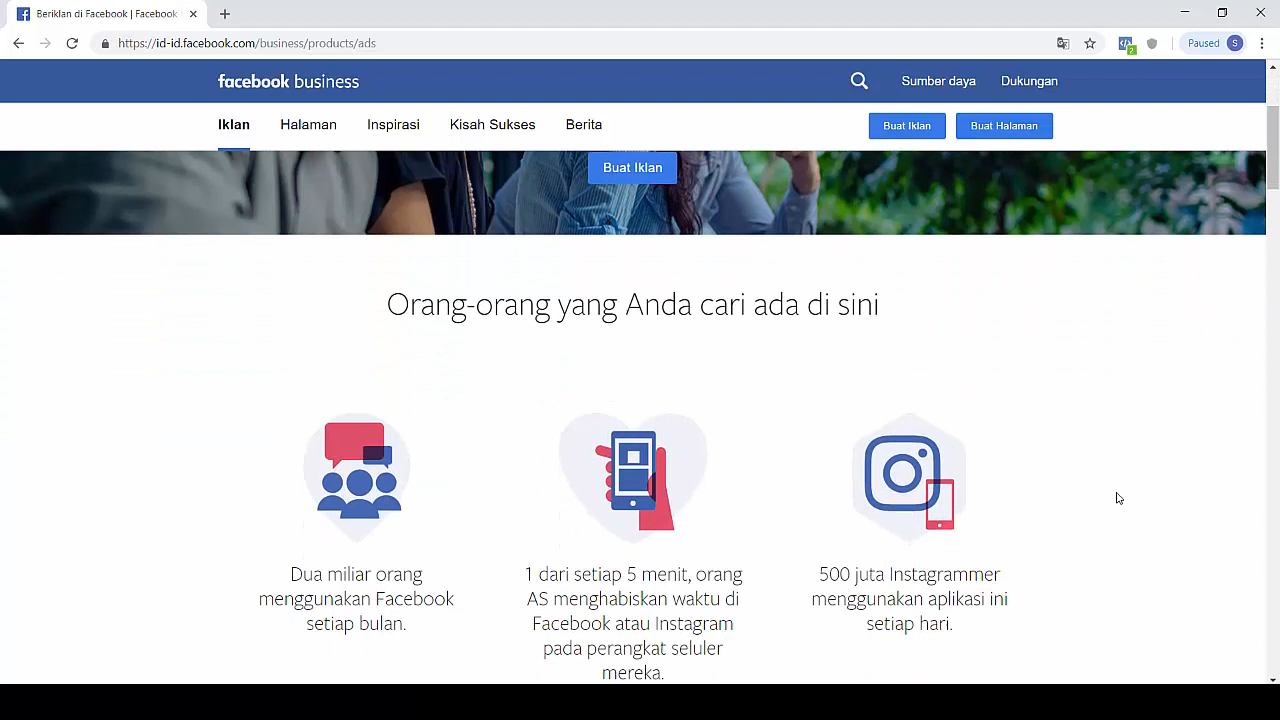 Beriklan di Facebook | Facebook
https://id-id.facebook.com/business/products/ads
2
Paused S
facebook business
Sumber daya Dukungan
Iklan Halaman Inspirasi Kisah Sukses Berita
Buat Iklan Buat Halaman
Buat Iklan
Orang-orang yang Anda cari ada di sini
Dua miliar orang
menggunakan Facebook
setiap bulan.
1 dari setiap 5 menit, orang
AS menghabiskan waktu di
Facebook atau Instagram
pada perangkat seluler
mereka.
500 juta Instagrammer
menggunakan aplikasi ini
setiap hari.